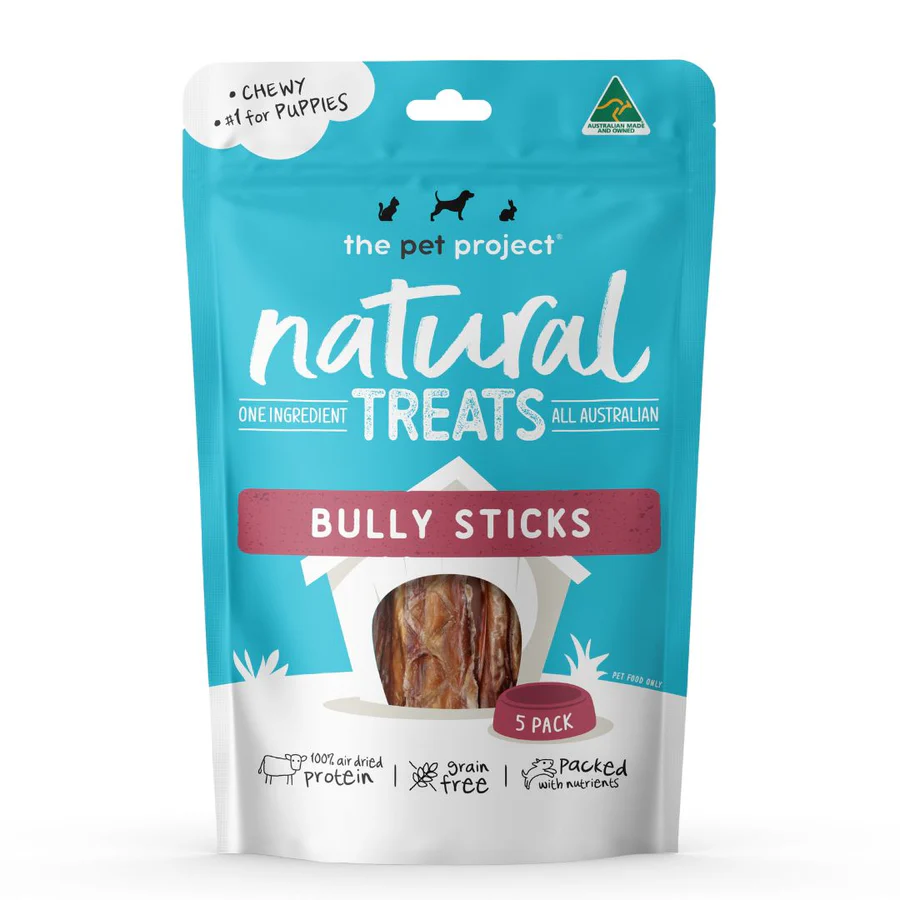 • CHEWY
• #1 for PUPPIES
AUSTRALIAN MADE
AND OWNED
the pet project®
natural
ONE INGREDIENT TREATS ALL AUSTRALIAN
BULLY STICKS
PET FOOD ONLY
5 PACK
100% air dried
protein
grain
free
packed
with nutrients